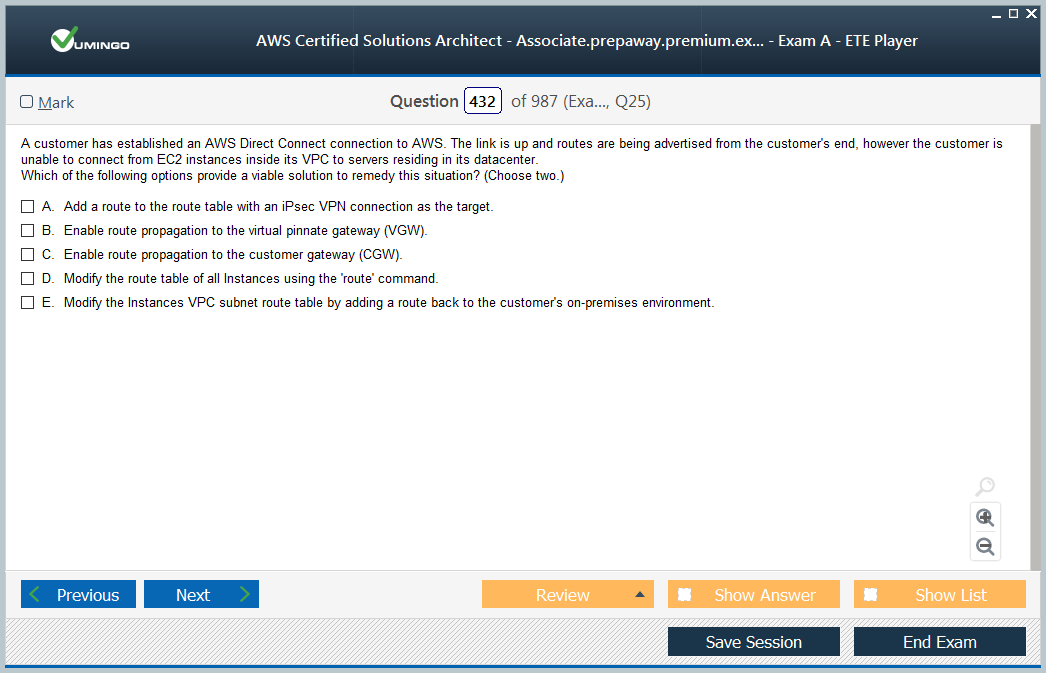 VUMINGO
AWS Certified Solutions Architect - Associate.prepaway.premium.ex... - Exam A - ETE Player
Mark
Question 432 of 987 (Exa..., Q25)
A customer has established an AWS Direct Connect connection to AWS. The link is up and routes are being advertised from the customer's end, however the customer is
unable to connect from EC2 instances inside its VPC to servers residing in its datacenter.
Which of the following options provide a viable solution to remedy this situation? (Choose two.)
A. Add a route to the route table with an iPsec VPN connection as the target.
B. Enable route propagation to the virtual pinnate gateway (VGW).
C. Enable route propagation to the customer gateway (CGW).
D. Modify the route table of all Instances using the 'route' command.
E. Modify the Instances VPC subnet route table by adding a route back to the customer's on-premises environment.
Previous Next Review Show Answer Show List
Save Session End Exam